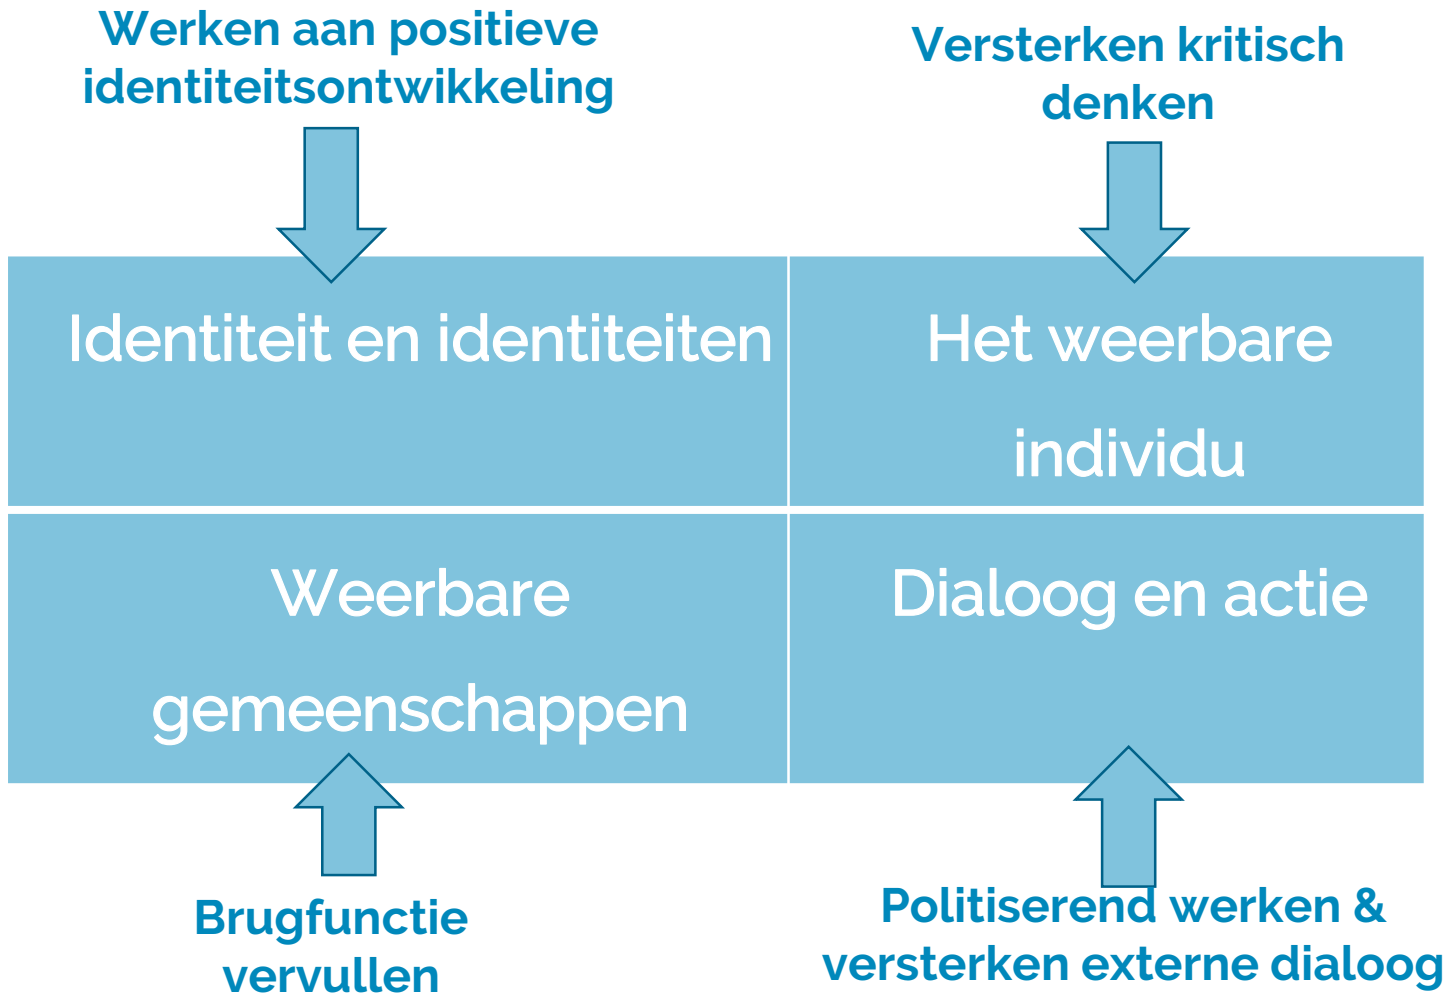 Werken aan positieve
identiteitsontwikkeling
Versterken kritisch
denken
Identiteit en identiteiten
Het weerbare
individu
Weerbare
gemeenschappen
Dialoog en actie
Brugfunctie
vervullen
Politiserend werken &
versterken externe dialoog